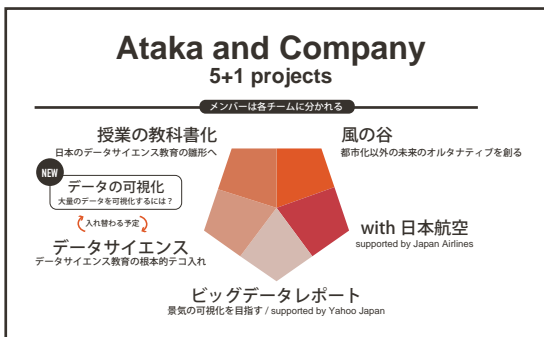 Ataka and Company
5+1 projects
メンバーは各チームに分かれる
授業の教科書化
日本のデータサイエンス教育の雛形へ
風の谷
都市化以外の未来のオルタナティブを創る
NEW
データの可視化
大量のデータを可視化するには？
入れ替わる予定
データサイエンス
データサイエンス教育の根本的テコ入れ
with 日本航空
supported by Japan Airlines
ビッグデータレポート
景気の可視化を目指す / supported by Yahoo Japan